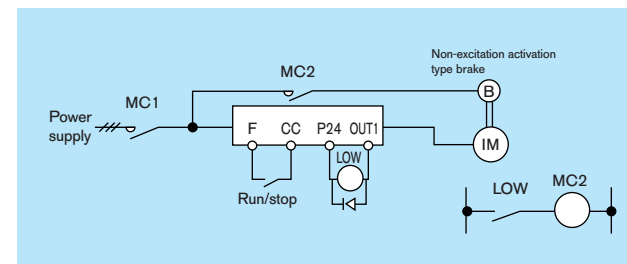 Non-excitation activation
type brake
MC2
B
MC1
Power
supply
F CC P24 OUT1
IM
LOW
Run/stop
LOW MC2